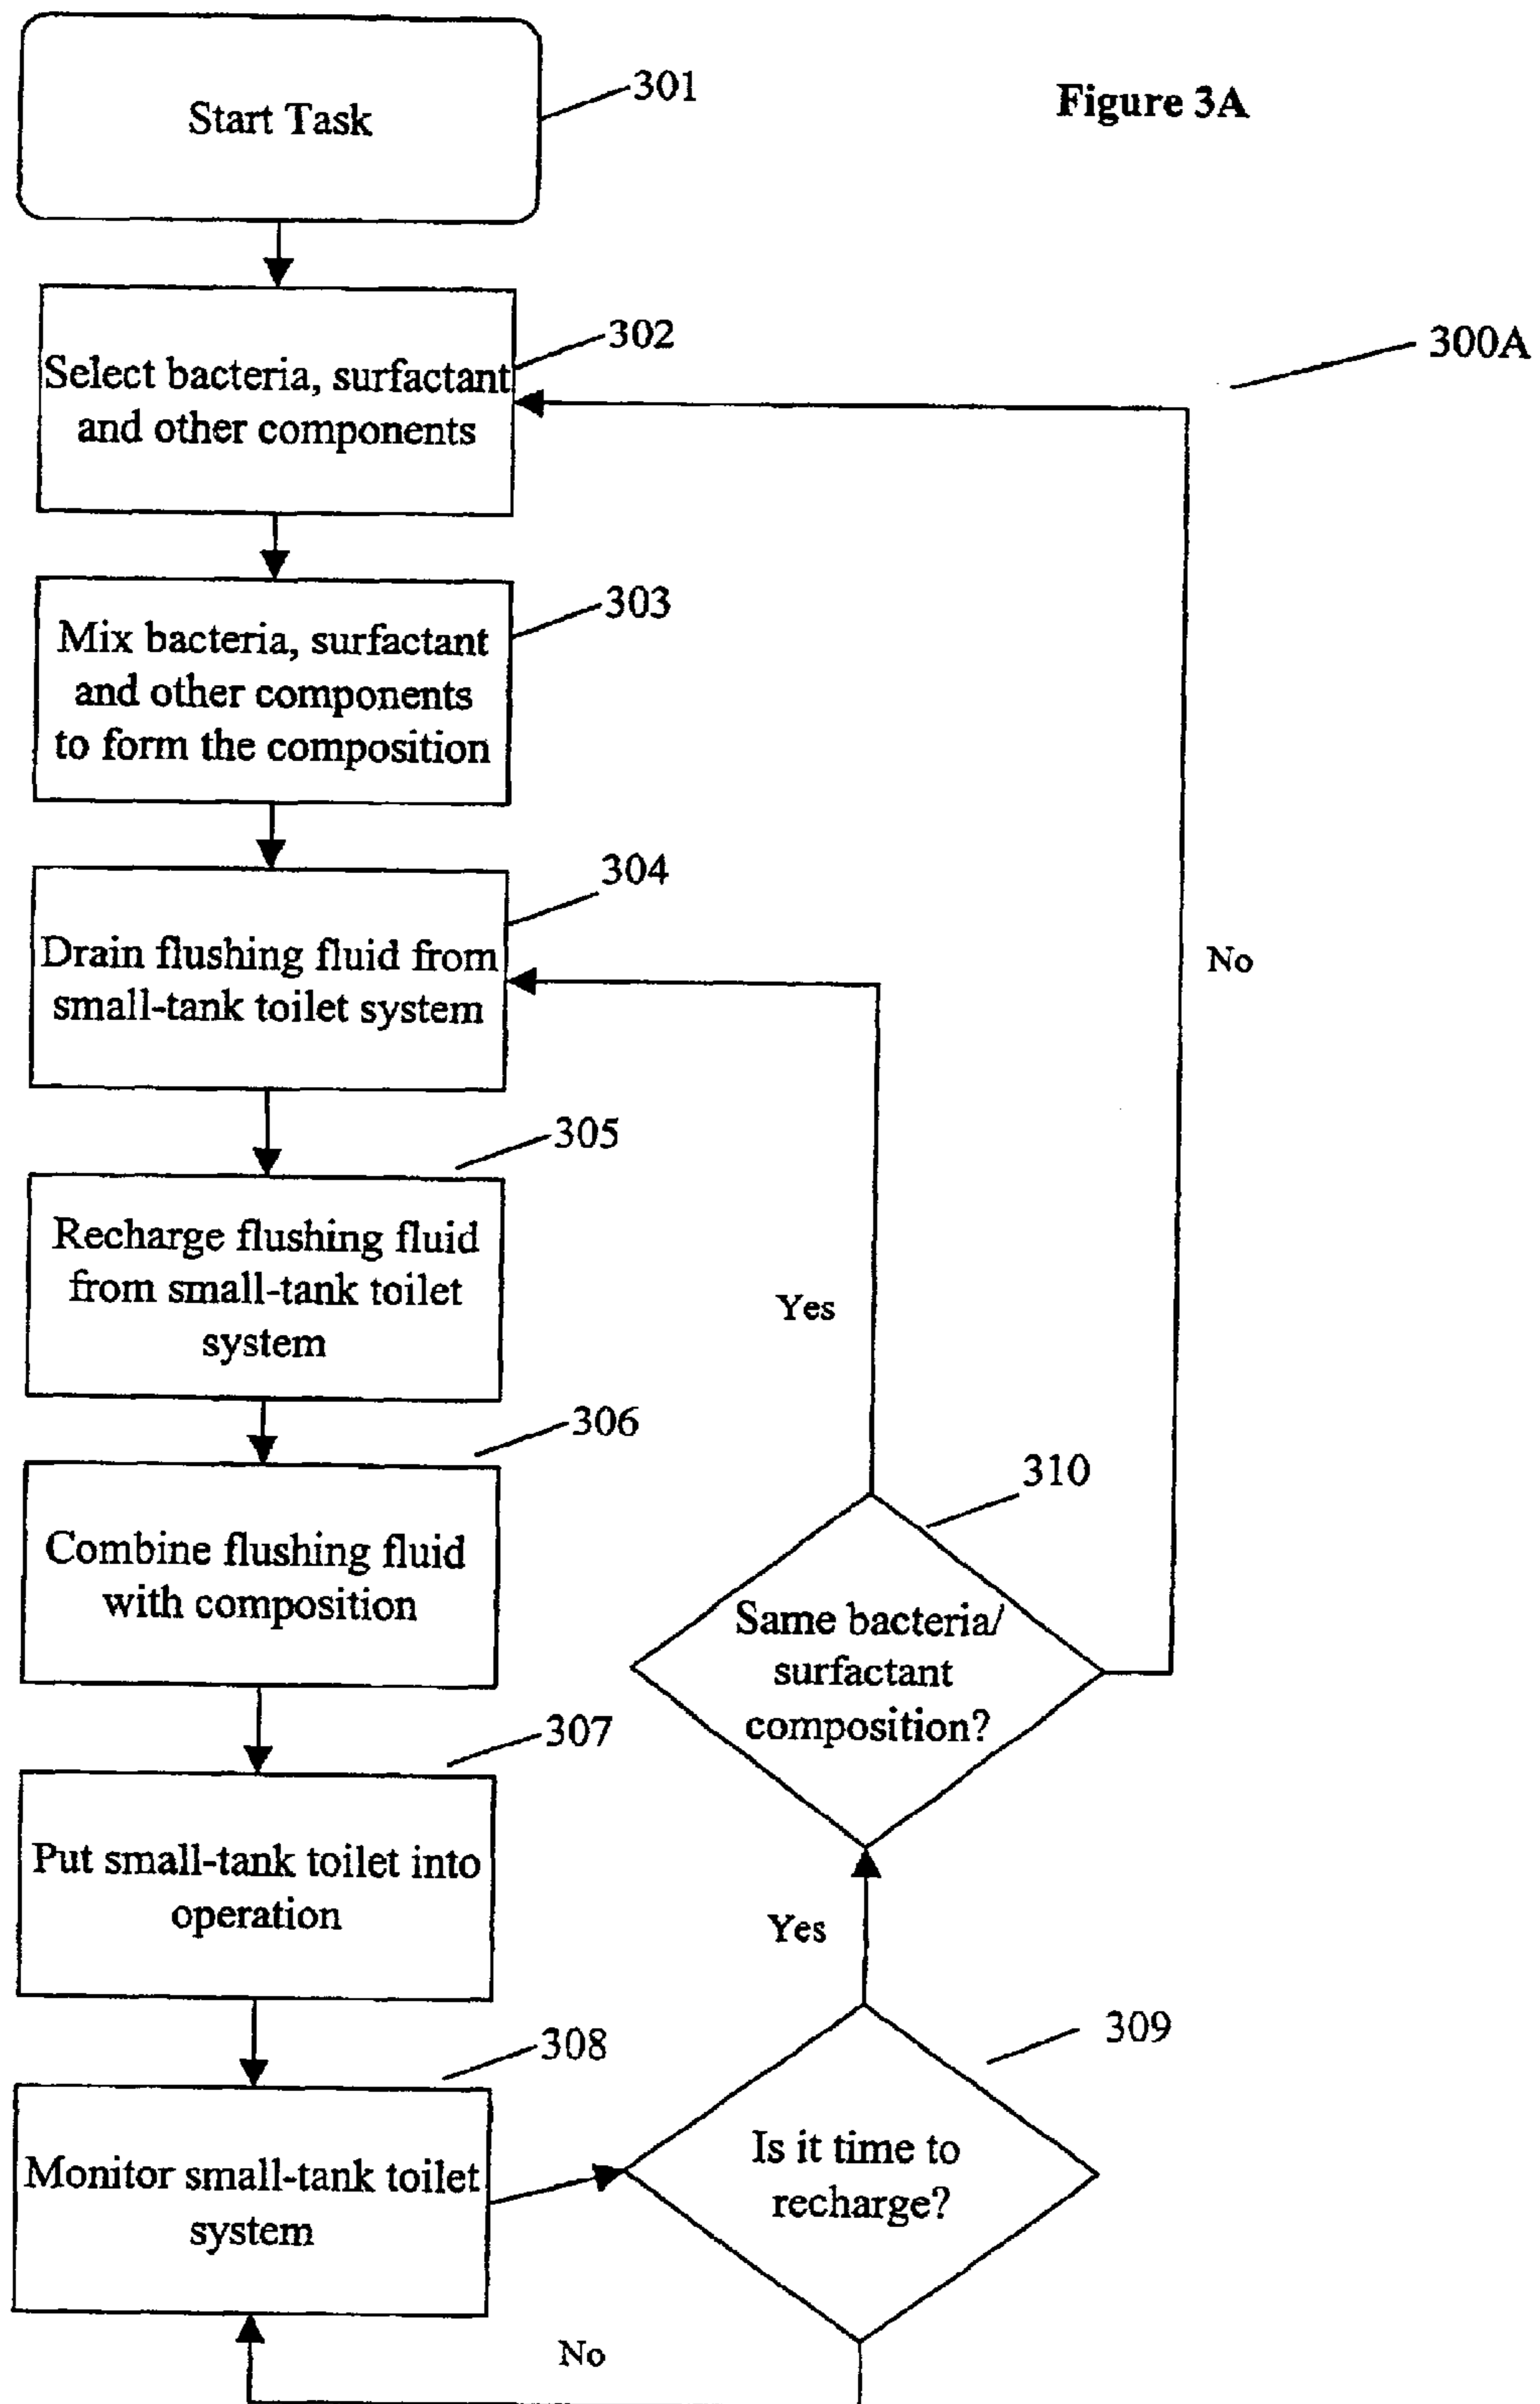 Start Task
301
Figure 3A
302
Select bacteria, surfactant
and other components
300A
303
Mix bacteria, surfactant
and other components
to form the composition
304
Drain flushing fluid from
small-tank toilet system
No
305
Recharge flushing fluid
from small-tank toilet
system
Yes
306
Combine flushing fluid
with composition
310
Same bacteria/
surfactant
composition?
307
Put small-tank toilet into
operation
Yes
308
Monitor small-tank toilet
system
309
Is it time to
recharge?
No